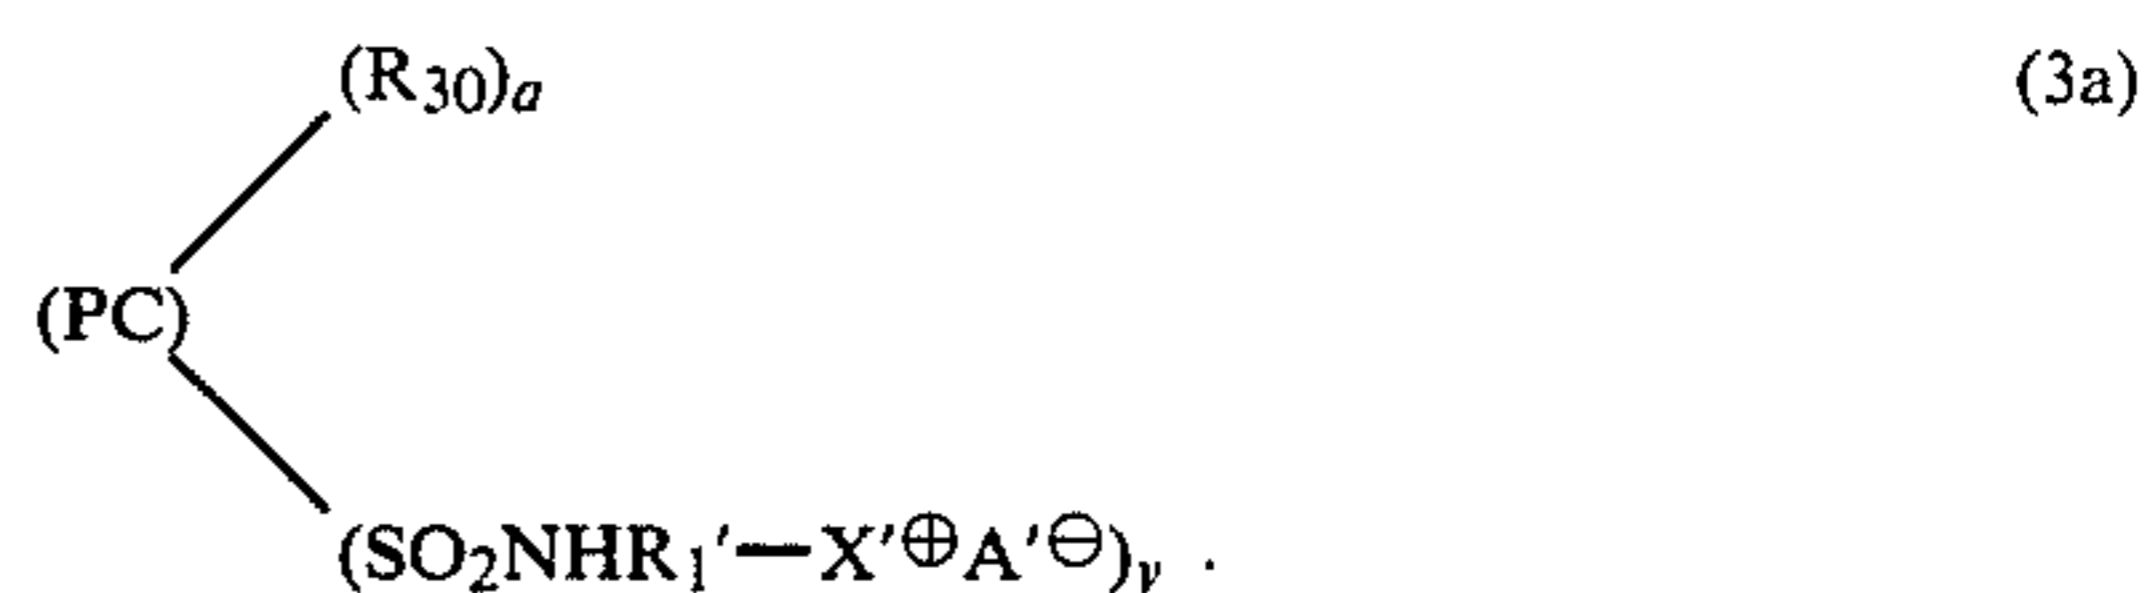 (R₃₀)ₐ (3a)
(PC)
(SO₂NHR₁′—X′⊕A′⊖)ᵥ .